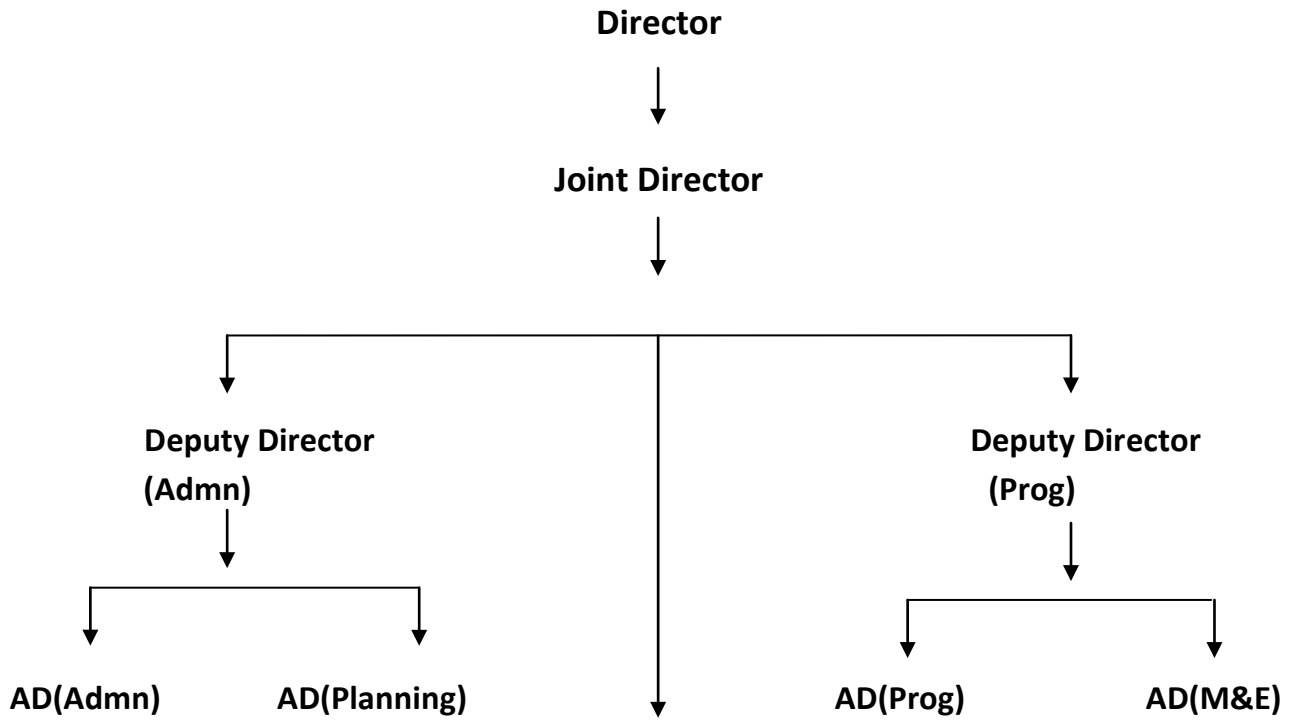 Director
Joint Director
Deputy Director
(Admn)
Deputy Director
(Prog)
AD(Admn)
AD(Planning)
AD(Prog)
AD(M&E)